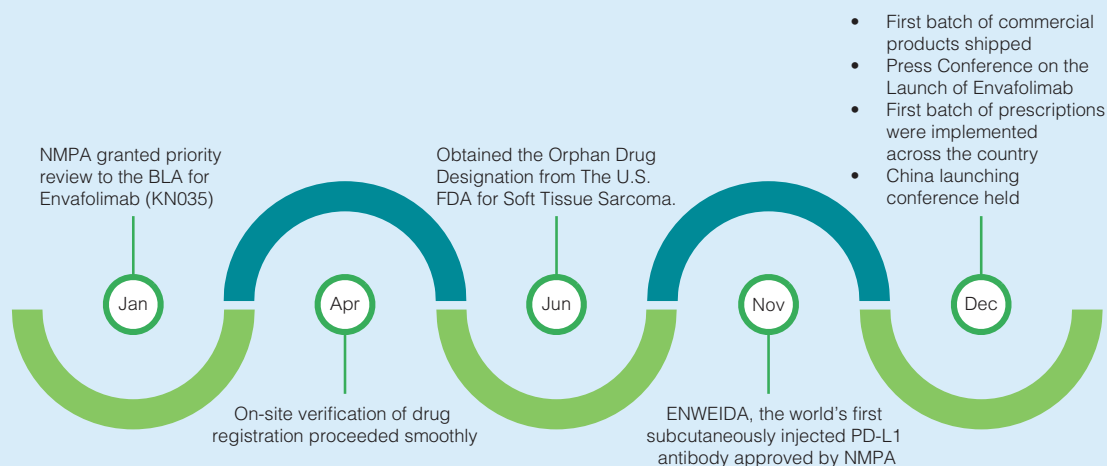 NMPA granted priority
review to the BLA for
Envafolimab (KN035)
Jan
Apr
On-site verification of drug
registration proceeded smoothly
Obtained the Orphan Drug
Designation from The U.S.
FDA for Soft Tissue Sarcoma.
Jun
Nov
ENWEIDA, the world's first
subcutaneously injected PD-L1
antibody approved by NMPA
• First batch of commercial
products shipped
• Press Conference on the
Launch of Envafolimab
• First batch of prescriptions
were implemented
across the country
• China launching
conference held
Dec